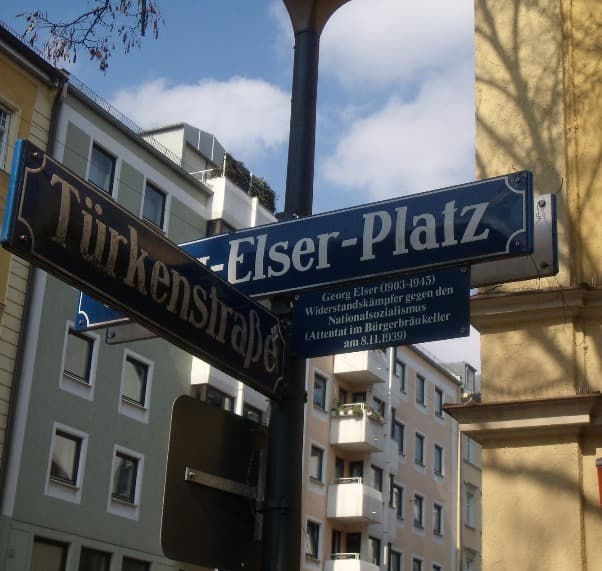 Türkenstraße
-Elser-Platz
Georg Elser (1903-1945)
Widerstandskämpfer gegen den
Nationalsozialismus
(Attentat im Bürgerbräukeller
am 8.11.1939)